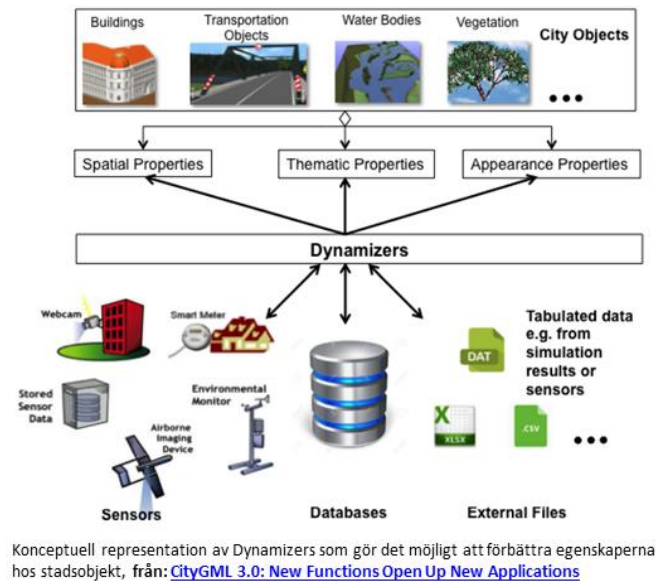 Buildings
Transportation
Objects
Water Bodies
Vegetation
City Objects
•••
Spatial Properties
Thematic Properties
Appearance Properties
Dynamizers
Webcam
Smart Meter
Stored
Sensor
Data
Environmental
Monitor
Airborne
Imaging
Device
DAT
Tabulated data
e.g. from
simulation
results or
sensors
X
XLSX
.CSV
•••
Sensors
Databases
External Files
Konceptuell representation av Dynamizers som gör det möjligt att förbättra egenskaperna
hos stadsobjekt, från: CityGML 3.0: New Functions Open Up New Applications